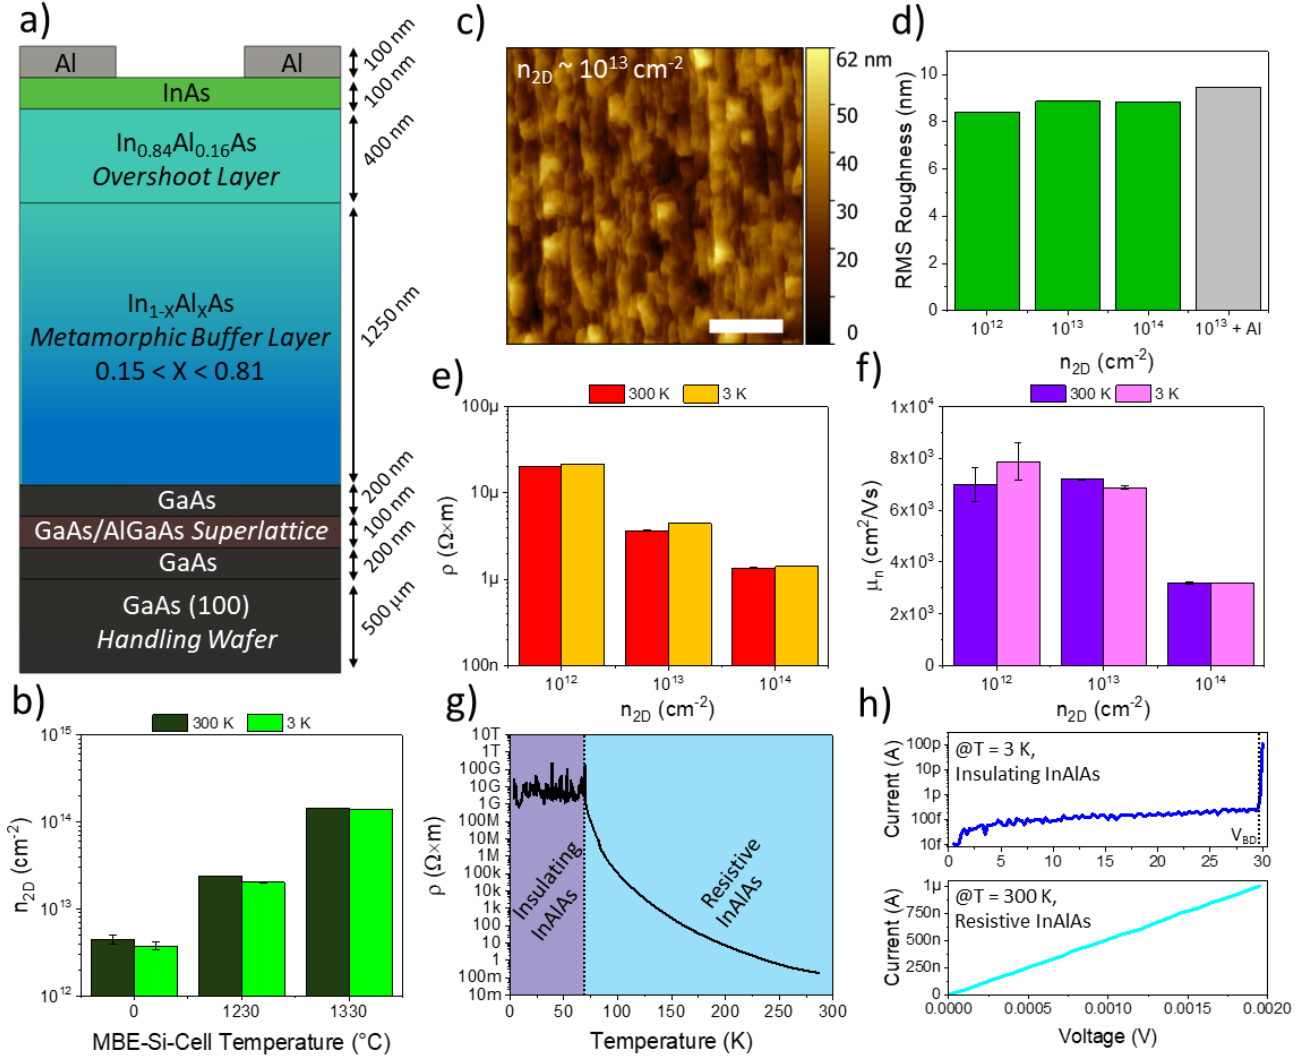 a)
Al
Al
100 nm
InAs
100 nm
In0.84Al0.16As
Overshoot Layer
400 nm
In1-XAlXAs
Metamorphic Buffer Layer
0.15 < X < 0.81
1250 nm
GaAs
200 nm
GaAs/AlGaAs Superlattice
100 nm
GaAs
200 nm
GaAs (100)
Handling Wafer
500 µm
b)
300 K
3 K
10^15
10^14
10^13
10^12
n2D (cm^-2)
0
1230
1330
MBE-Si-Cell Temperature (°C)
c)
n2D ~ 10^13 cm^-2
62 nm
50
40
30
20
0
d)
10
8
6
4
2
0
RMS Roughness (nm)
10^12
10^13
10^14
10^13 + Al
n2D (cm^-2)
e)
300 K
3 K
100µ
10µ
1µ
100n
ρ (Ω×m)
10^12
10^13
10^14
n2D (cm^-2)
f)
300 K
3 K
1x10^4
8x10^3
6x10^3
4x10^3
2x10^3
0
µn (cm^2/Vs)
10^12
10^13
10^14
n2D (cm^-2)
g)
10T
1T
100G
10G
1G
100M
10M
1M
100k
10k
1k
100
10
1
100m
10m
ρ (Ω×m)
Insulating
InAlAs
Resistive
InAlAs
0
50
100
150
200
250
300
Temperature (K)
h)
100p
10p
1p
100f
10f
Current (A)
@T = 3 K,
Insulating InAlAs
VBD
0
5
10
15
20
25
30
1µ
750n
500n
250n
0
Current (A)
@T = 300 K,
Resistive InAlAs
0.0000
0.0005
0.0010
0.0015
0.0020
Voltage (V)